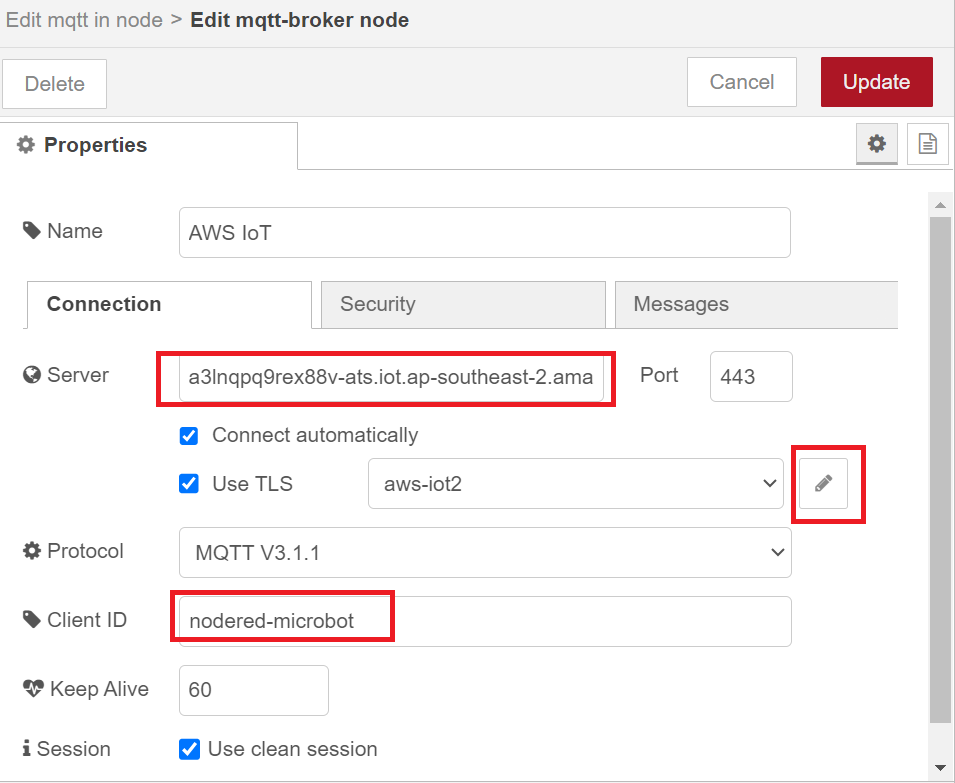 Edit mqtt in node > Edit mqtt-broker node
Delete
Cancel
Update
Properties
Name
AWS IoT
Connection
Security
Messages
Server
a3lnqpq9rex88v-ats.iot.ap-southeast-2.ama
Port
443
Connect automatically
Use TLS
aws-iot2
Protocol
MQTT V3.1.1
Client ID
nodered-microbot
Keep Alive
60
Session
Use clean session